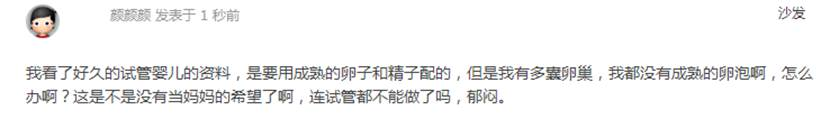 颜颜颜 发表于 1 秒前
沙发
我看了好久的试管婴儿的资料，是要用成熟的卵子和精子配的，但是我有多囊卵巢，我都没有成熟的卵泡啊，怎么
办啊？这是不是没有当妈妈的希望了啊，连试管都不能做了吗，郁闷。